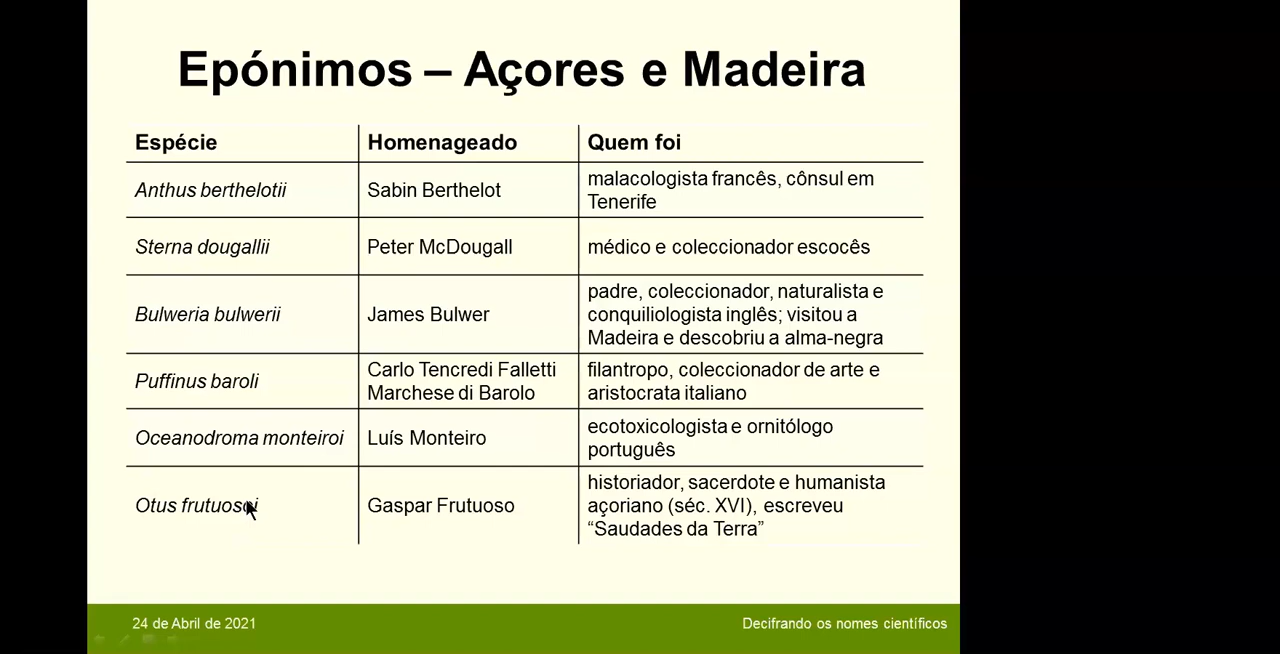 Epónimos – Açores e Madeira
Espécie Homenageado Quem foi
Anthus berthelotii Sabin Berthelot malacologista francês, cônsul em
Tenerife
Sterna dougallii Peter McDougall médico e coleccionador escocês
Bulweria bulwerii James Bulwer padre, coleccionador, naturalista e
conquiliologista inglês; visitou a
Madeira e descobriu a alma-negra
Puffinus baroli Carlo Tencredi Falletti
Marchese di Barolo filantropo, coleccionador de arte e
aristocrata italiano
Oceanodroma monteiroi Luís Monteiro ecotoxicologista e ornitólogo
português
Otus frutuosoi Gaspar Frutuoso historiador, sacerdote e humanista
açoriano (séc. XVI), escreveu
“Saudades da Terra”
24 de Abril de 2021 Decifrando os nomes científicos